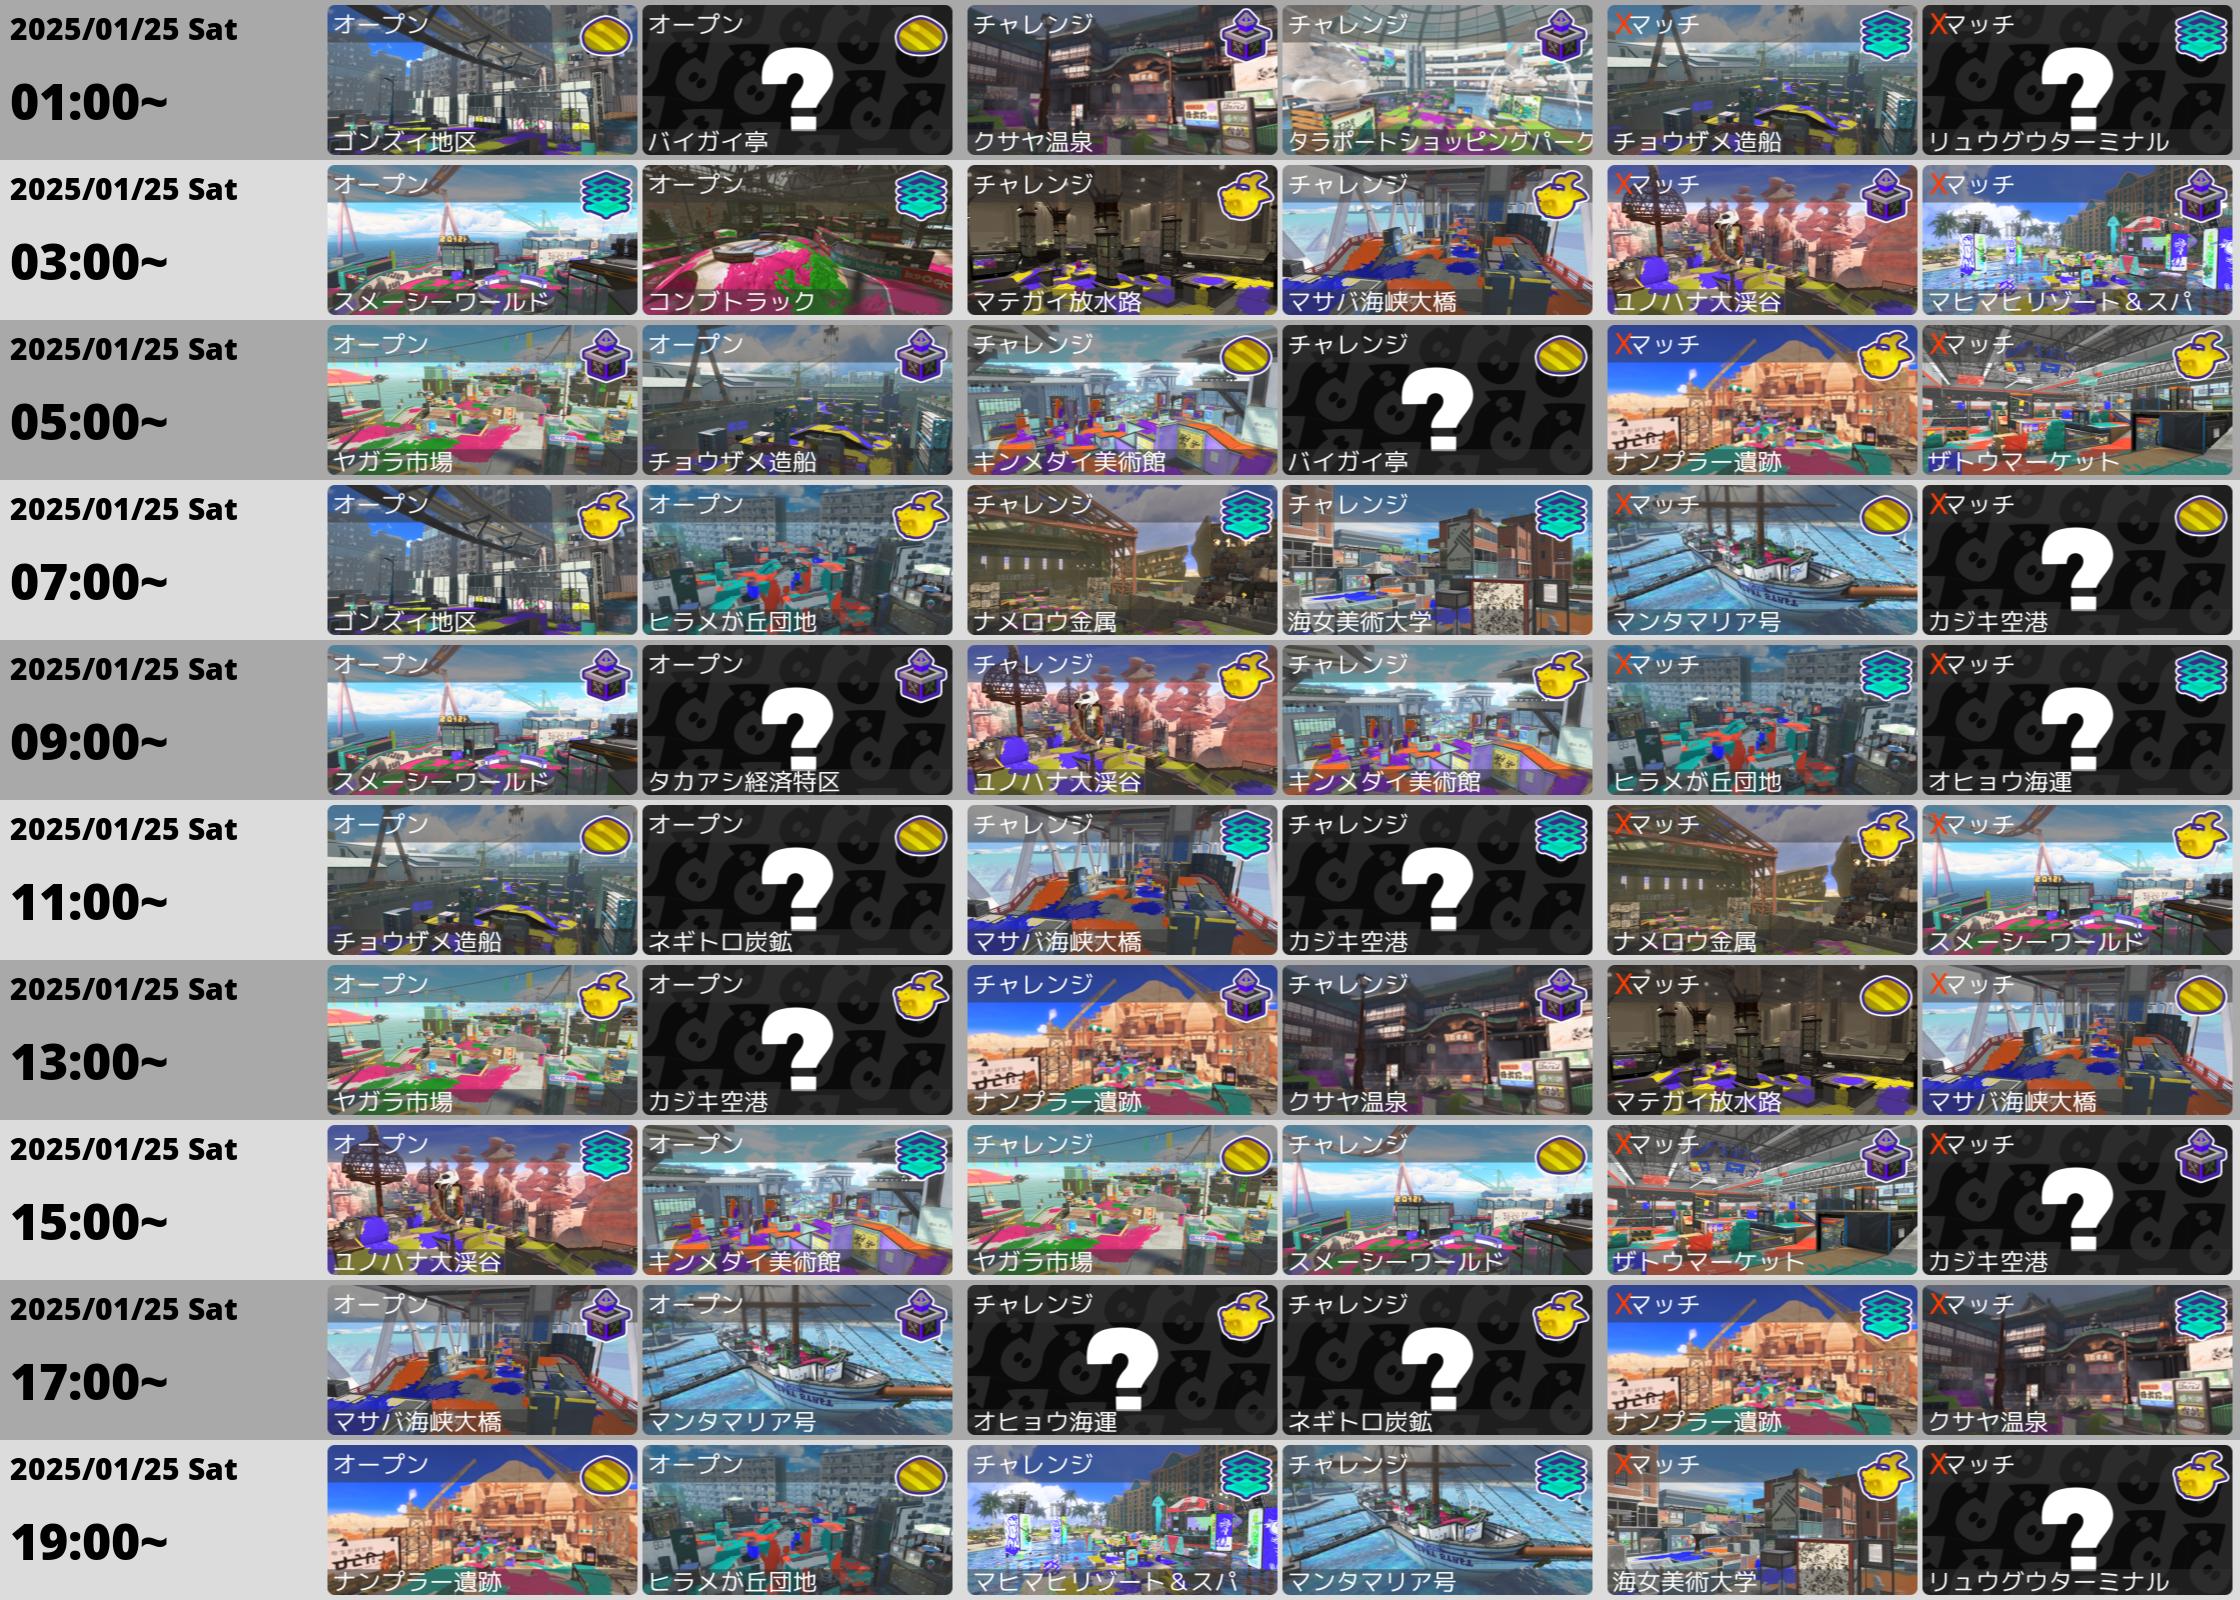 2025/01/25 Sat
01:00~
オープン
ゴンズイ地区
オープン
バイガイ亭
チャレンジ
クサヤ温泉
チャレンジ
タラポートショッピングパーク
Xマッチ
チョウザメ造船
Xマッチ
リュウグウターミナル
2025/01/25 Sat
03:00~
オープン
スメーシーワールド
オープン
コンブトラック
チャレンジ
マテガイ放水路
チャレンジ
マサバ海峡大橋
Xマッチ
ユノハナ大渓谷
Xマッチ
マヒマヒリゾート&スパ
2025/01/25 Sat
05:00~
オープン
ヤガラ市場
オープン
チョウザメ造船
チャレンジ
キンメダイ美術館
チャレンジ
バイガイ亭
Xマッチ
ナンプラー遺跡
Xマッチ
ザトウマーケット
2025/01/25 Sat
07:00~
オープン
ゴンズイ地区
オープン
ヒラメが丘団地
チャレンジ
ナメロウ金属
チャレンジ
海女美術大学
Xマッチ
マンタマリア号
Xマッチ
カジキ空港
2025/01/25 Sat
09:00~
オープン
スメーシーワールド
オープン
タカアシ経済特区
チャレンジ
ユノハナ大渓谷
チャレンジ
キンメダイ美術館
Xマッチ
ヒラメが丘団地
Xマッチ
オヒョウ海運
2025/01/25 Sat
11:00~
オープン
チョウザメ造船
オープン
ネギトロ炭鉱
チャレンジ
マサバ海峡大橋
チャレンジ
カジキ空港
Xマッチ
ナメロウ金属
Xマッチ
スメーシーワールド
2025/01/25 Sat
13:00~
オープン
ヤガラ市場
オープン
カジキ空港
チャレンジ
ナンプラー遺跡
チャレンジ
クサヤ温泉
Xマッチ
マテガイ放水路
Xマッチ
マサバ海峡大橋
2025/01/25 Sat
15:00~
オープン
ユノハナ大渓谷
オープン
キンメダイ美術館
チャレンジ
ヤガラ市場
チャレンジ
スメーシーワールド
Xマッチ
ザトウマーケット
Xマッチ
カジキ空港
2025/01/25 Sat
17:00~
オープン
マサバ海峡大橋
オープン
マンタマリア号
チャレンジ
オヒョウ海運
チャレンジ
ネギトロ炭鉱
Xマッチ
ナンプラー遺跡
Xマッチ
クサヤ温泉
2025/01/25 Sat
19:00~
オープン
ナンプラー遺跡
オープン
ヒラメが丘団地
チャレンジ
マヒマヒリゾート&スパ
チャレンジ
マンタマリア号
Xマッチ
海女美術大学
Xマッチ
リュウグウターミナル